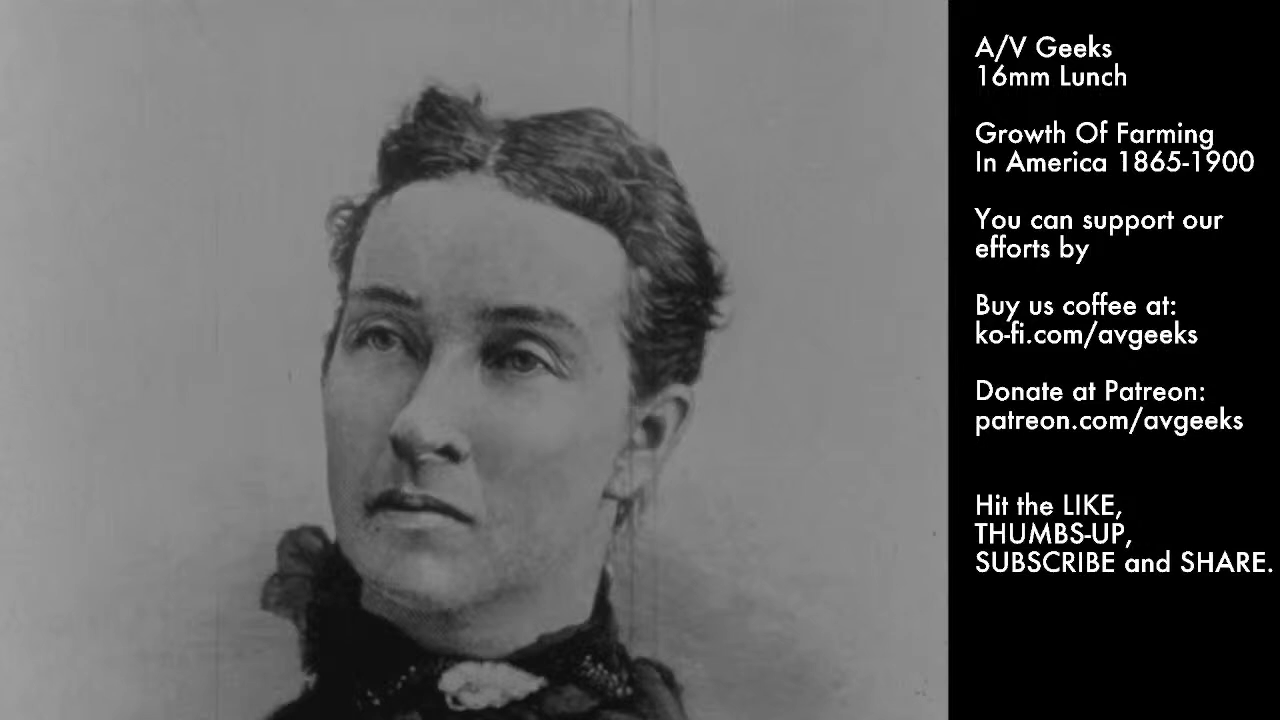 A/V Geeks
16mm Lunch
Growth Of Farming
In America 1865-1900
You can support our
efforts by
Buy us coffee at:
ko-fi.com/avgeeks
Donate at Patreon:
patreon.com/avgeeks
Hit the LIKE,
THUMBS-UP,
SUBSCRIBE and SHARE.